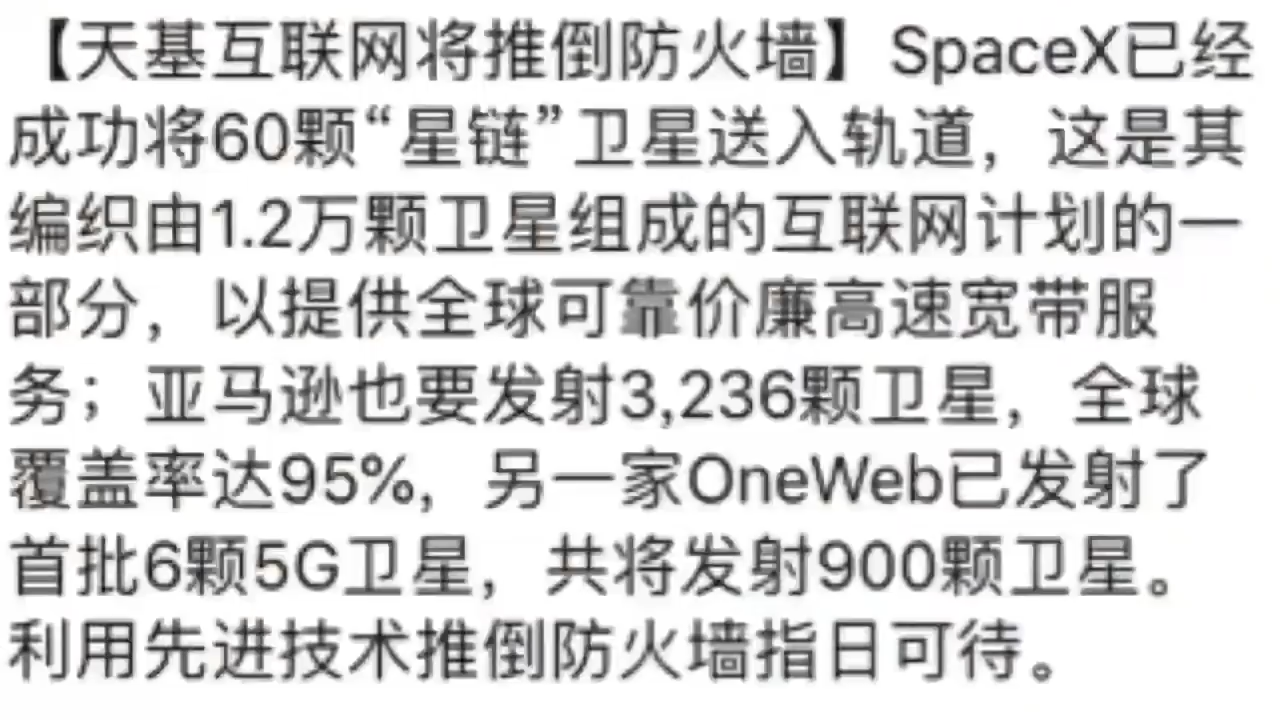 【天基互联网将推倒防火墙】SpaceX已经
成功将60颗“星链”卫星送入轨道，这是其
编织由1.2万颗卫星组成的互联网计划的一
部分，以提供全球可靠价廉高速宽带服
务；亚马逊也要发射3,236颗卫星，全球
覆盖率达95%，另一家OneWeb已发射了
首批6颗5G卫星，共将发射900颗卫星。
利用先进技术推倒防火墙指日可待。